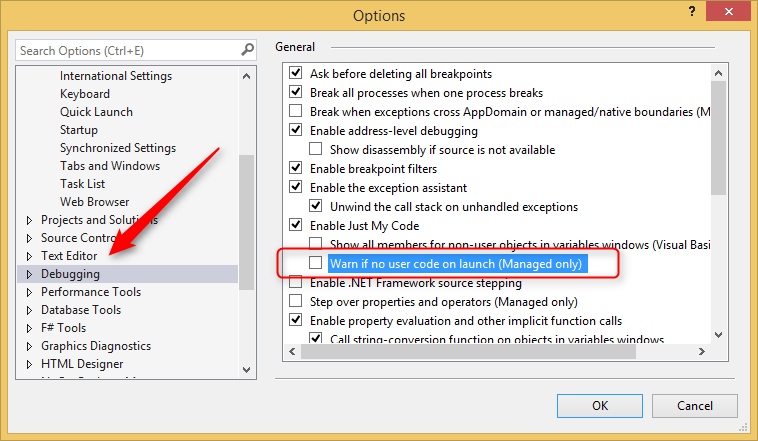 Options
?
Search Options (Ctrl+E)
International Settings
Keyboard
Quick Launch
Startup
Synchronized Settings
Tabs and Windows
Task List
Web Browser
Projects and Solutions
Source Control
Text Editor
Debugging
Performance Tools
Database Tools
F# Tools
Graphics Diagnostics
HTML Designer
General
Ask before deleting all breakpoints
Break all processes when one process breaks
Break when exceptions cross AppDomain or managed/native boundaries (M
Enable address-level debugging
Show disassembly if source is not available
Enable breakpoint filters
Enable the exception assistant
Unwind the call stack on unhandled exceptions
Enable Just My Code
Show all members for non-user objects in variables windows (Visual Basi
Warn if no user code on launch (Managed only)
Enable .NET Framework source stepping
Step over properties and operators (Managed only)
Enable property evaluation and other implicit function calls
Call string-conversion function on objects in variables windows
OK
Cancel